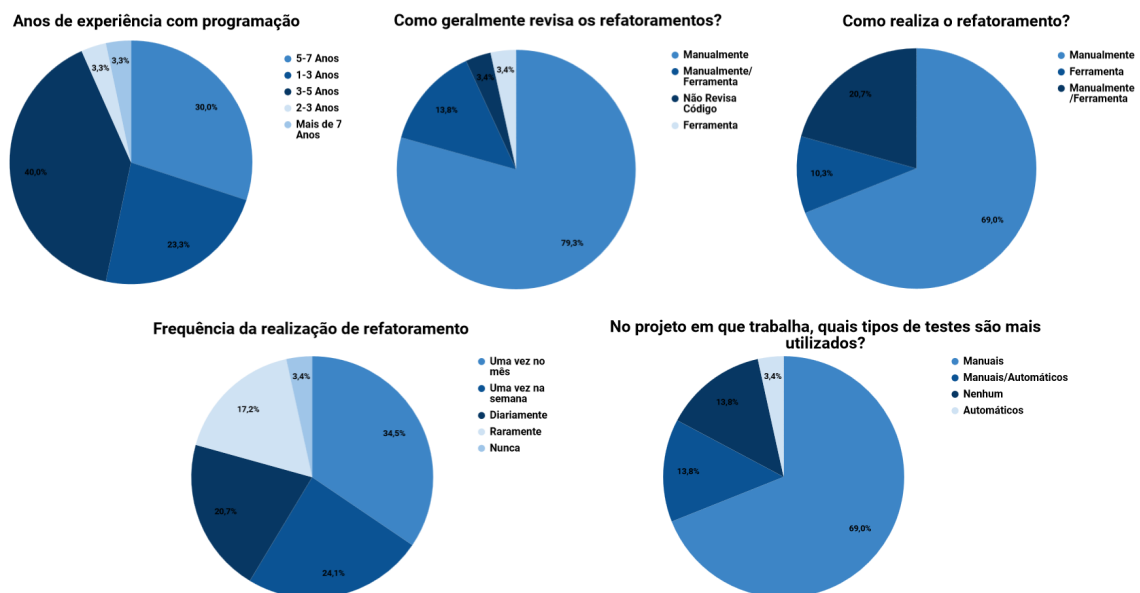 Anos de experiência com programação
5-7 Anos
1-3 Anos
3-5 Anos
2-3 Anos
Mais de 7
Anos
3,3%
3,3%
30,0%
40,0%
23,3%
Como geralmente revisa os refatoramentos?
Manualmente
Manualmente/
Ferramenta
Não Revisa
Código
Ferramenta
3,4%
3,4%
13,8%
79,3%
Como realiza o refatoramento?
Manualmente
Ferramenta
Manualmente
/Ferramenta
20,7%
10,3%
69,0%
Frequência da realização de refatoramento
Uma vez no
mês
Uma vez na
semana
Diariamente
Raramente
Nunca
3,4%
17,2%
34,5%
20,7%
24,1%
No projeto em que trabalha, quais tipos de testes são mais
utilizados?
Manuais
Manuais/Automáticos
Nenhum
Automáticos
3,4%
13,8%
13,8%
69,0%